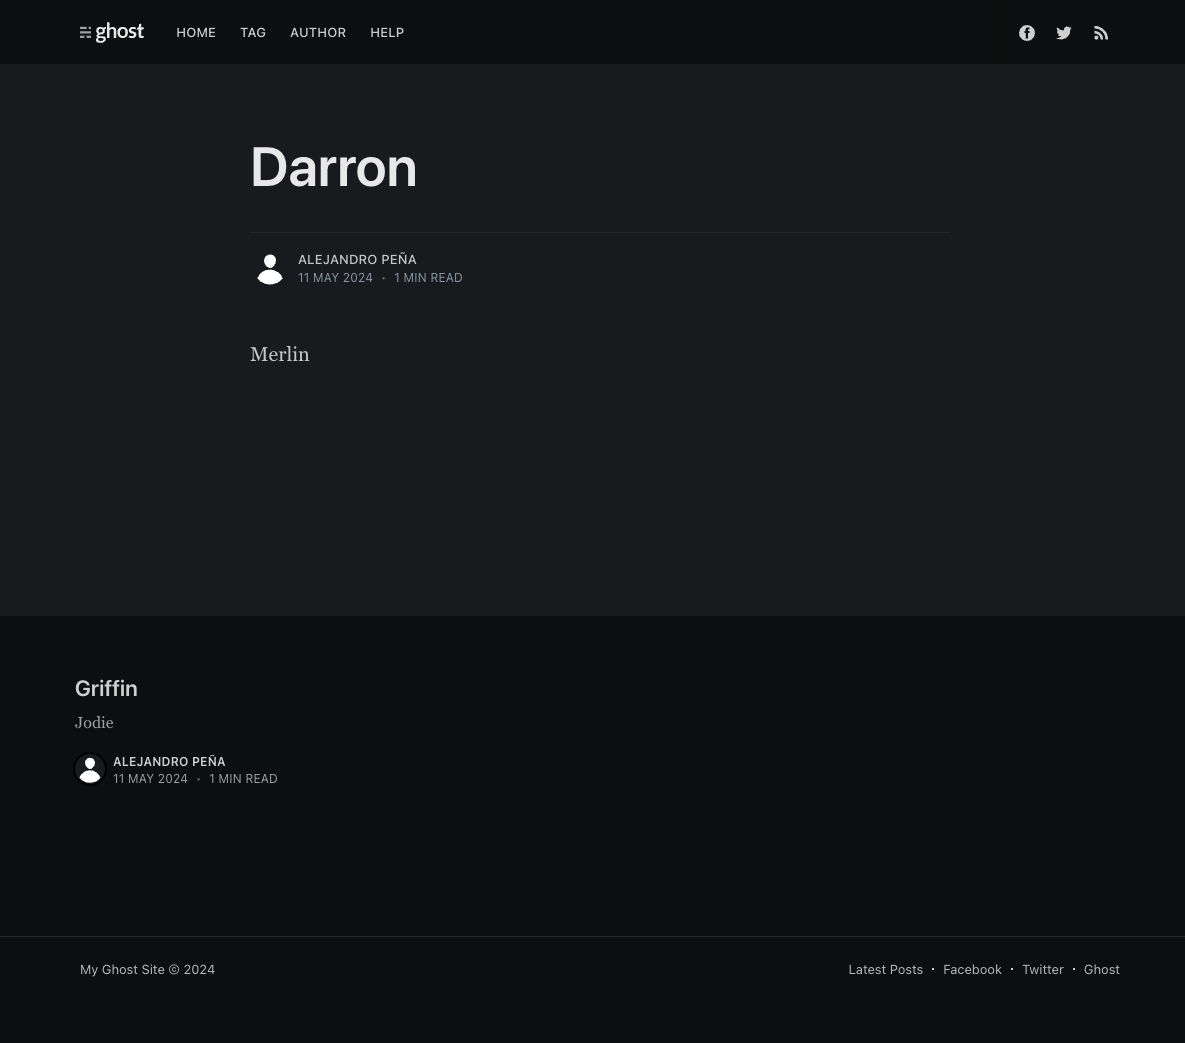 ghost
HOME TAG AUTHOR HELP
Darron
ALEJANDRO PEÑA
11 MAY 2024 • 1 MIN READ
Merlin
Griffin
Jodie
ALEJANDRO PEÑA
11 MAY 2024 • 1 MIN READ
My Ghost Site © 2024
Latest Posts • Facebook • Twitter • Ghost